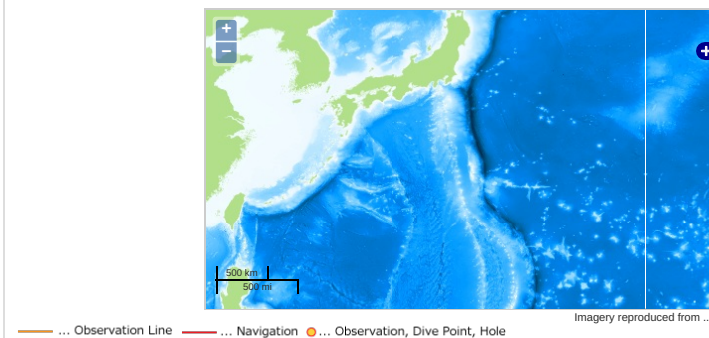 +
−
+
500 km
500 mi
Imagery reproduced from ..
... Observation Line ... Navigation ... Observation, Dive Point, Hole